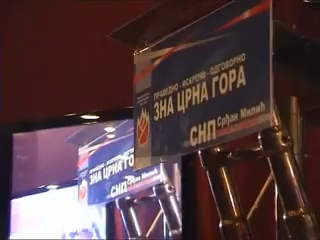 ПРАВЕДНО - ИСКРЕНО - ОДГОВОРНО
ЗНА ЦРНА ГОРА
СНП Срђан Милић
ЗНА ЦРНА ГОРА
СНП